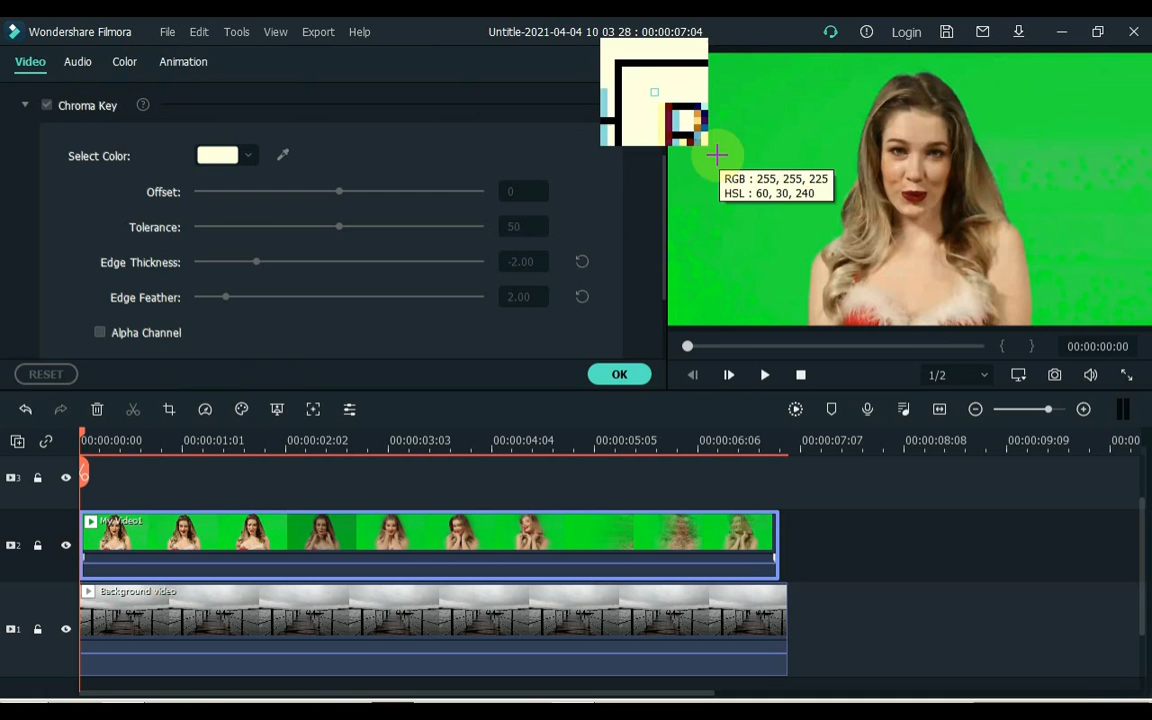 Wondershare Filmora File Edit Tools View Export Help Untitle-2021-04-04 10 03 28 : 00:00:07:04 Login
Video Audio Color Animation
Chroma Key ?
Select Color:
Offset: 0
Tolerance: 50
Edge Thickness: -2.00
Edge Feather: 2.00
Alpha Channel
RGB : 255, 255, 225
HSL : 60, 30, 240
{ } 00:00:00:00
RESET OK
1/2
00:00:00:00 00:00:01:01 00:00:02:02 00:00:03:03 00:00:04:04 00:00:05:05 00:00:06:06 00:00:07:07 00:00:08:08 00:00:09:09 00:00
3
2 My Video1
1 Background video